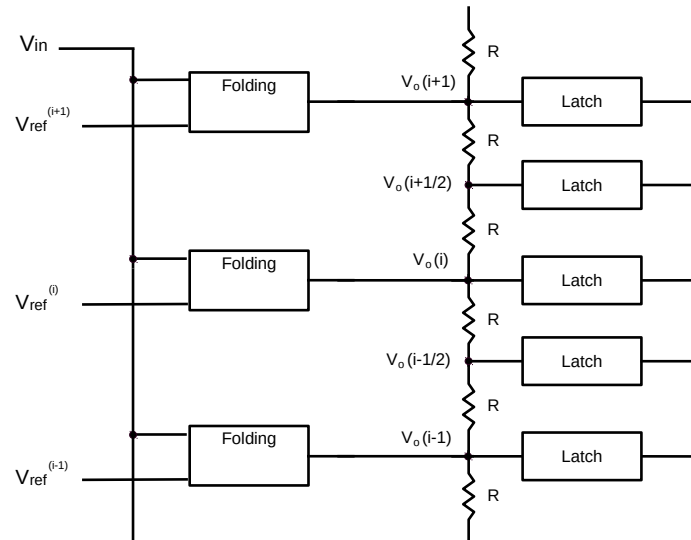 Vin
R
Folding
Vo(i+1)
Latch
Vref(i+1)
R
Vo(i+1/2)
Latch
R
Folding
Vo(i)
Latch
Vref(i)
R
Vo(i-1/2)
Latch
R
Folding
Vo(i-1)
Latch
Vref(i-1)
R